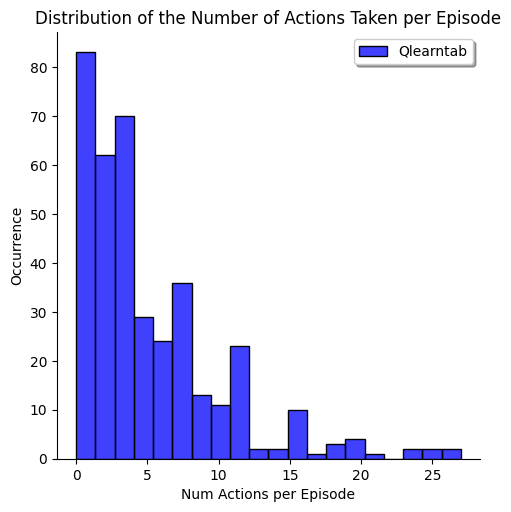 Distribution of the Number of Actions Taken per Episode
Qlearntab
80
70
60
50
40
30
20
10
0
Occurrence
0 5 10 15 20 25
Num Actions per Episode